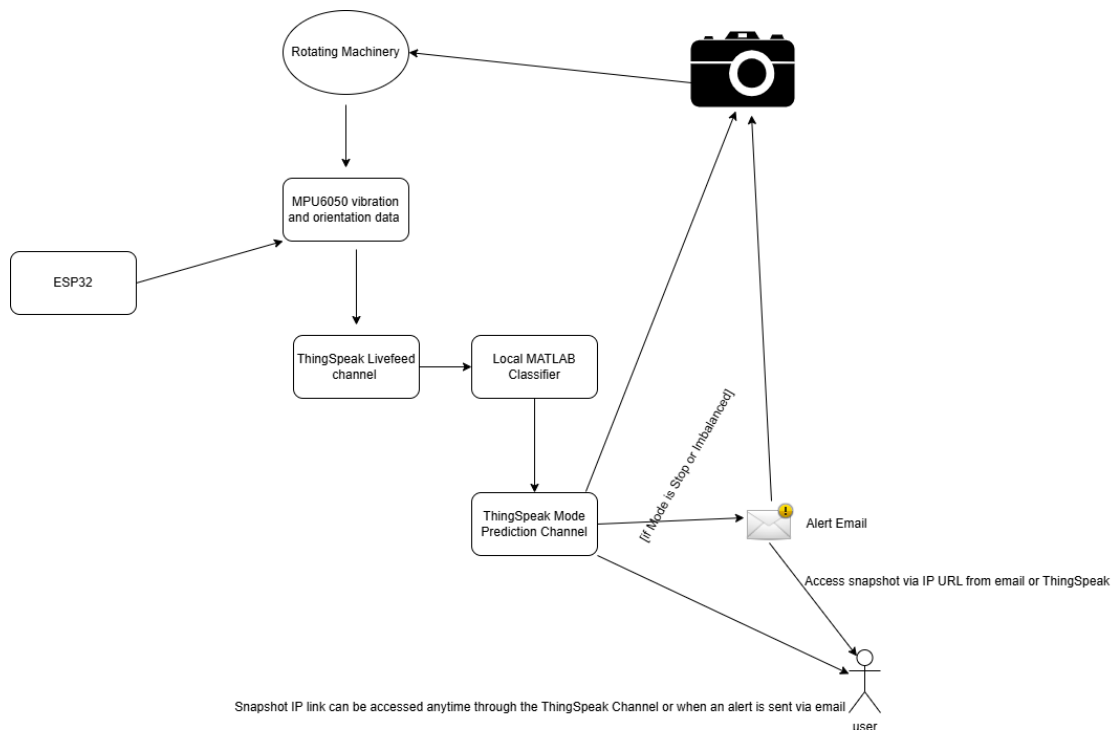 Rotating Machinery
MPU6050 vibration
and orientation data
ESP32
ThingSpeak Livefeed
channel
Local MATLAB
Classifier
[if Mode is Stop or Imbalanced]
ThingSpeak Mode
Prediction Channel
Alert Email
Access snapshot via IP URL from email or ThingSpeak
Snapshot IP link can be accessed anytime through the ThingSpeak Channel or when an alert is sent via email
user